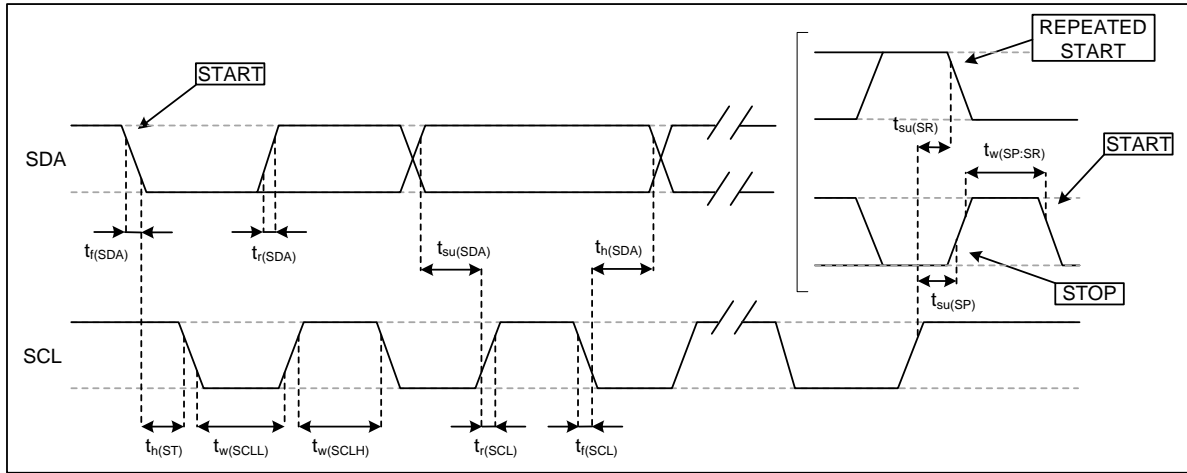 REPEATED
START
START
t_su(SR)
t_w(SP:SR)
START
SDA
t_f(SDA)
t_r(SDA)
t_su(SDA)
t_h(SDA)
t_su(SP)
STOP
SCL
t_h(ST)
t_w(SCLL)
t_w(SCLH)
t_r(SCL)
t_f(SCL)